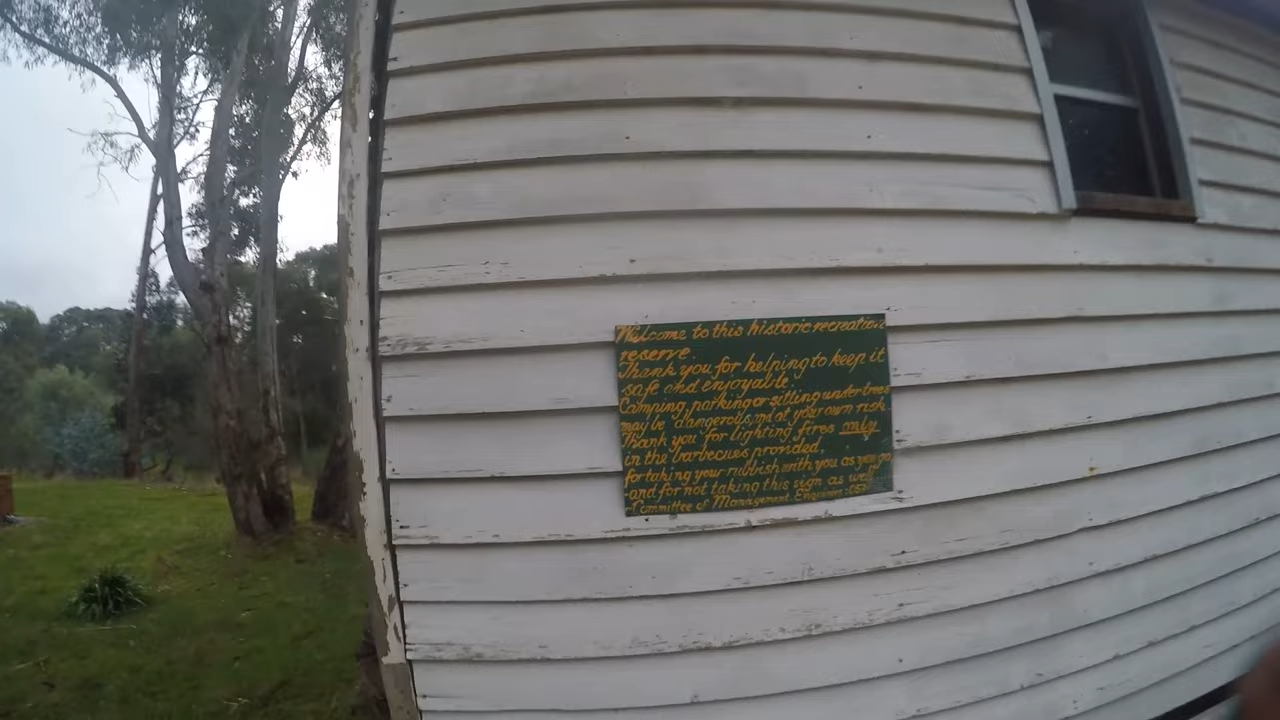 Welcome to this historic recreation
reserve.
Thank you for helping to keep it
safe and enjoyable.
Camping, parking or sitting under trees
may be dangerous, and at your own risk.
Thank you for lighting fires only
in the barbecues provided,
for taking your rubbish with you as you go
-and for not taking this sign as well
-Committee of Management. Enquiries: